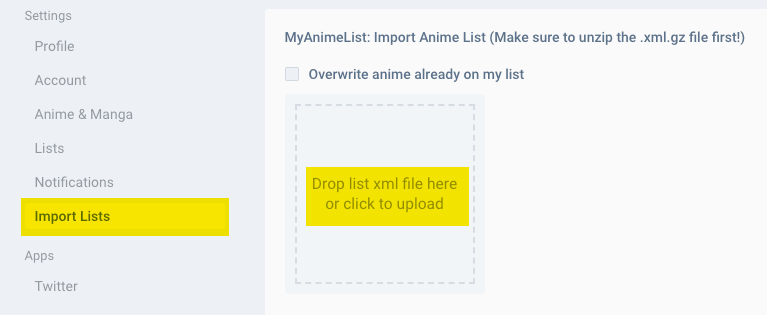 Settings
Profile
Account
Anime & Manga
Lists
Notifications
Import Lists
Apps
Twitter
MyAnimeList: Import Anime List (Make sure to unzip the .xml.gz file first!)
Overwrite anime already on my list
Drop list xml file here
or click to upload